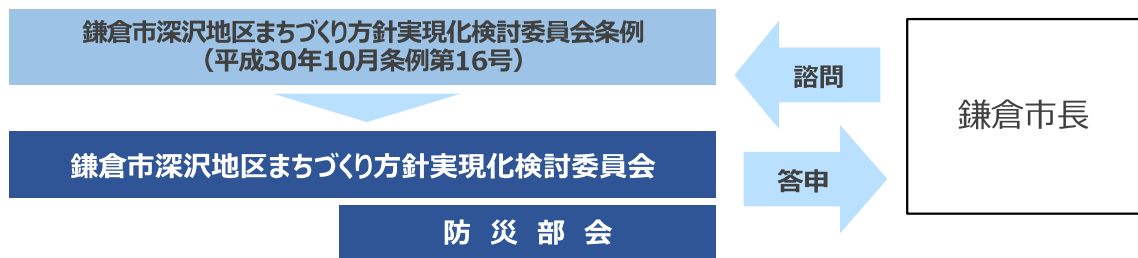 鎌倉市深沢地区まちづくり方針実現化検討委員会条例
（平成30年10月条例第16号）
鎌倉市深沢地区まちづくり方針実現化検討委員会
防 災 部 会
諮問
答申
鎌倉市長